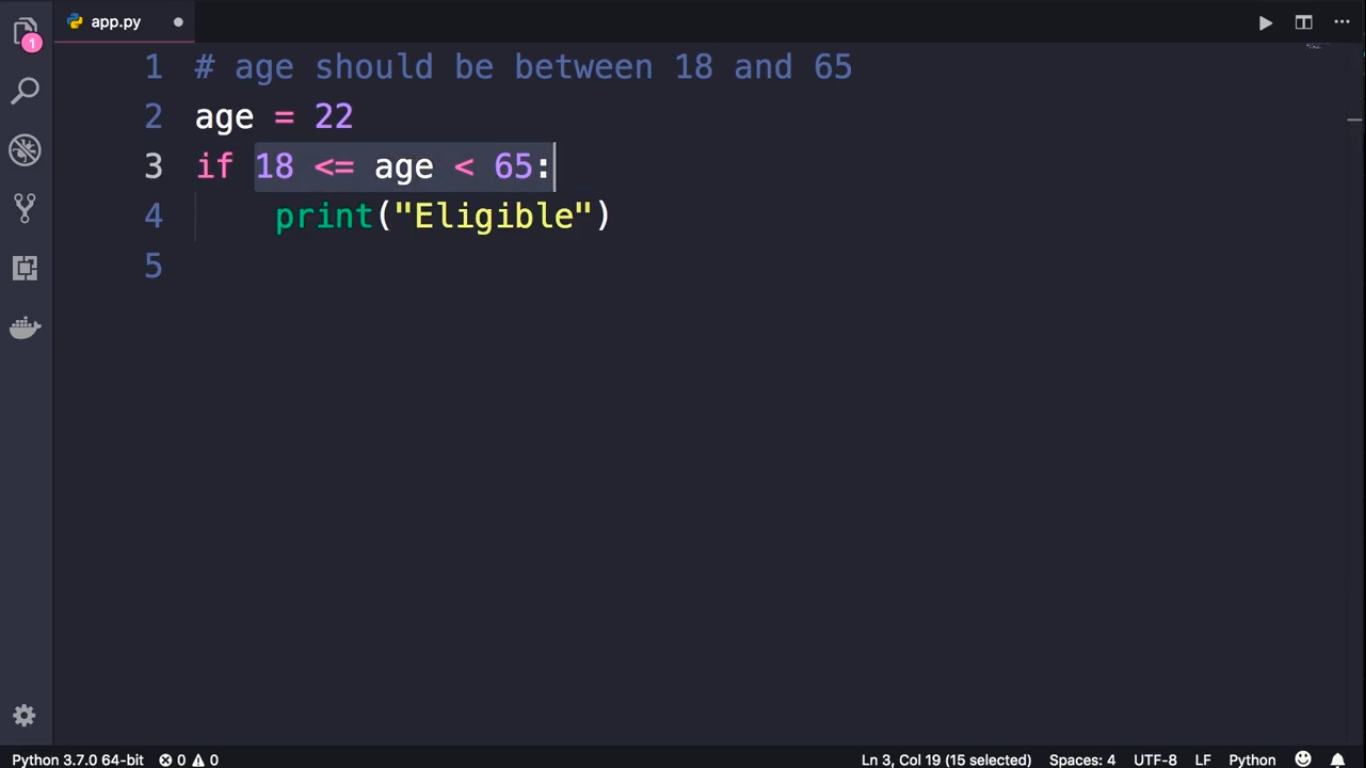 app.py
1
1 # age should be between 18 and 65
2 age = 22
3 if 18 <= age < 65:
4 print("Eligible")
5
Python 3.7.0 64-bit 0 0 Ln 3, Col 19 (15 selected) Spaces: 4 UTF-8 LF Python